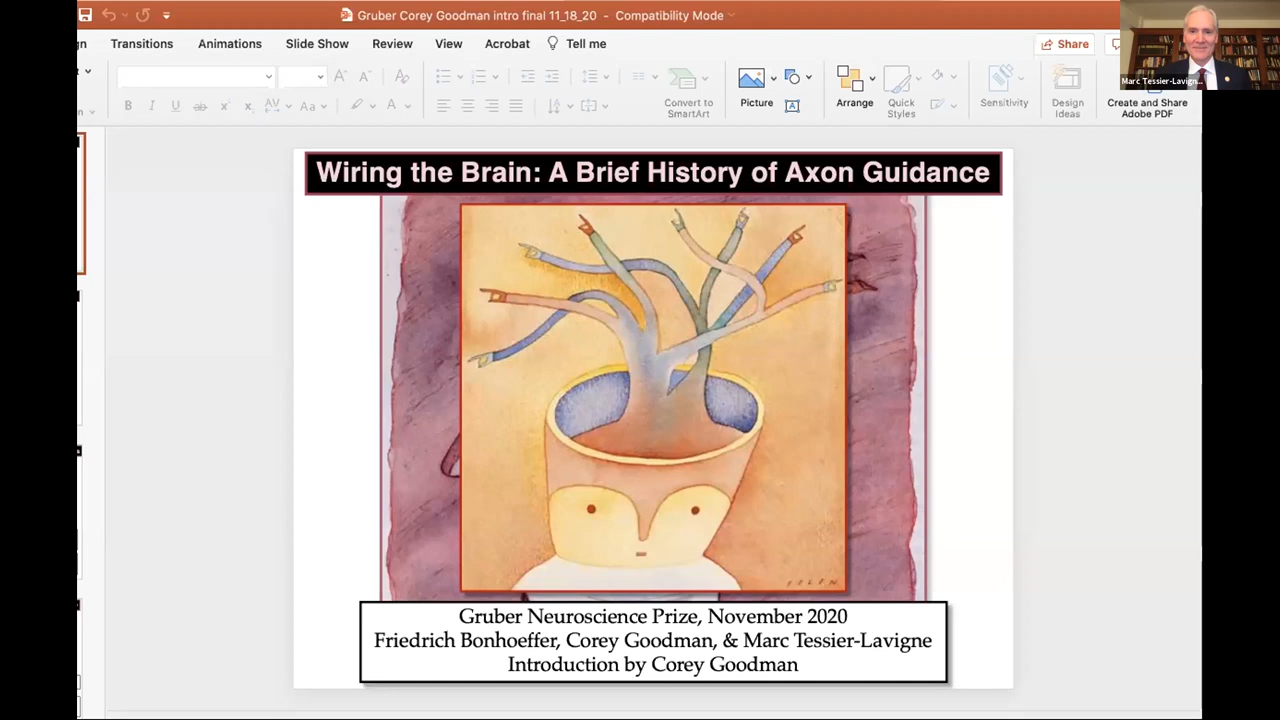 Gruber Corey Goodman intro final 11_18_20 - Compatibility Mode
Transitions Animations Slide Show Review View Acrobat Tell me
Share
Marc Tessier-Lavign...
Convert to SmartArt
Picture
Arrange
Quick Styles
Sensitivity
Design Ideas
Create and Share Adobe PDF
Wiring the Brain: A Brief History of Axon Guidance
Gruber Neuroscience Prize, November 2020
Friedrich Bonhoeffer, Corey Goodman, & Marc Tessier-Lavigne
Introduction by Corey Goodman